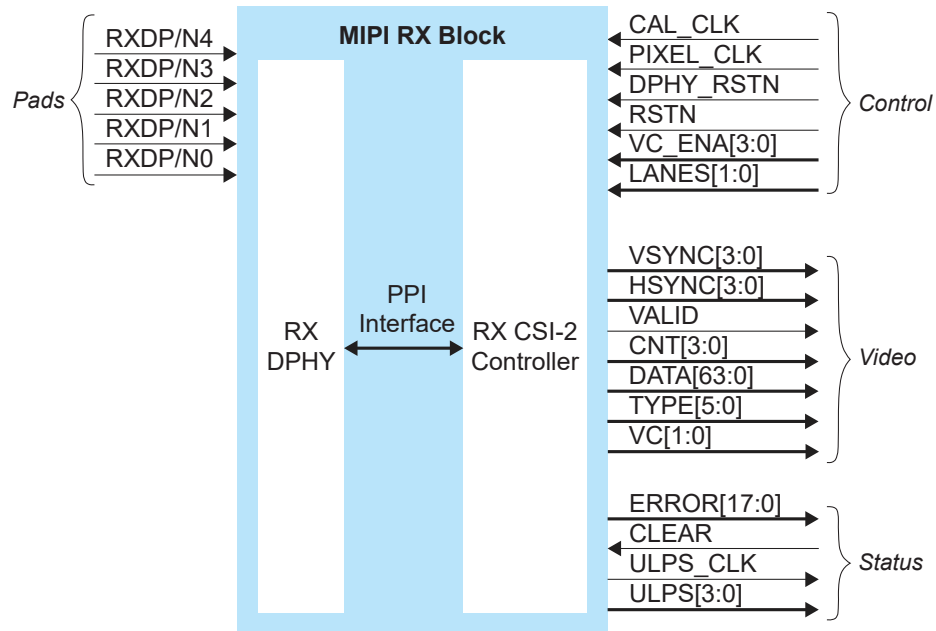 MIPI RX Block
Pads
RXDP/N4
RXDP/N3
RXDP/N2
RXDP/N1
RXDP/N0
RX
DPHY
PPI
Interface
RX CSI-2
Controller
CAL_CLK
PIXEL_CLK
DPHY_RSTN
RSTN
VC_ENA[3:0]
LANES[1:0]
Control
VSYNC[3:0]
HSYNC[3:0]
VALID
CNT[3:0]
DATA[63:0]
TYPE[5:0]
VC[1:0]
Video
ERROR[17:0]
CLEAR
ULPS_CLK
ULPS[3:0]
Status